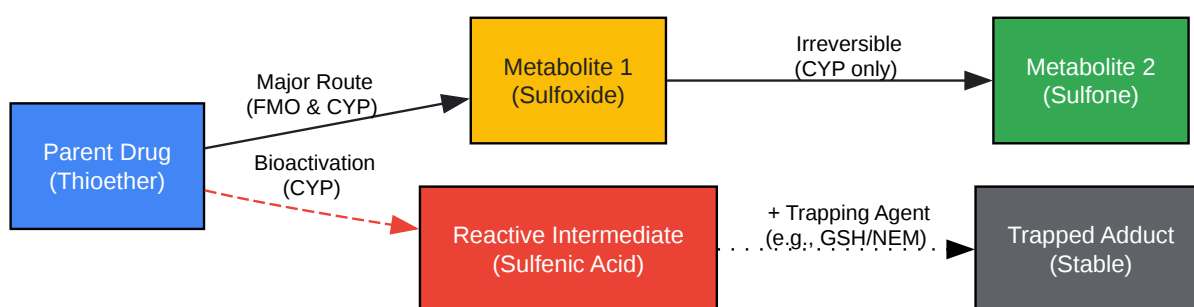 Parent Drug
(Thioether)
Major Route
(FMO & CYP)
Metabolite 1
(Sulfoxide)
Irreversible
(CYP only)
Metabolite 2
(Sulfone)
Bioactivation
(CYP)
Reactive Intermediate
(Sulfenic Acid)
+ Trapping Agent
(e.g., GSH/NEM)
Trapped Adduct
(Stable)